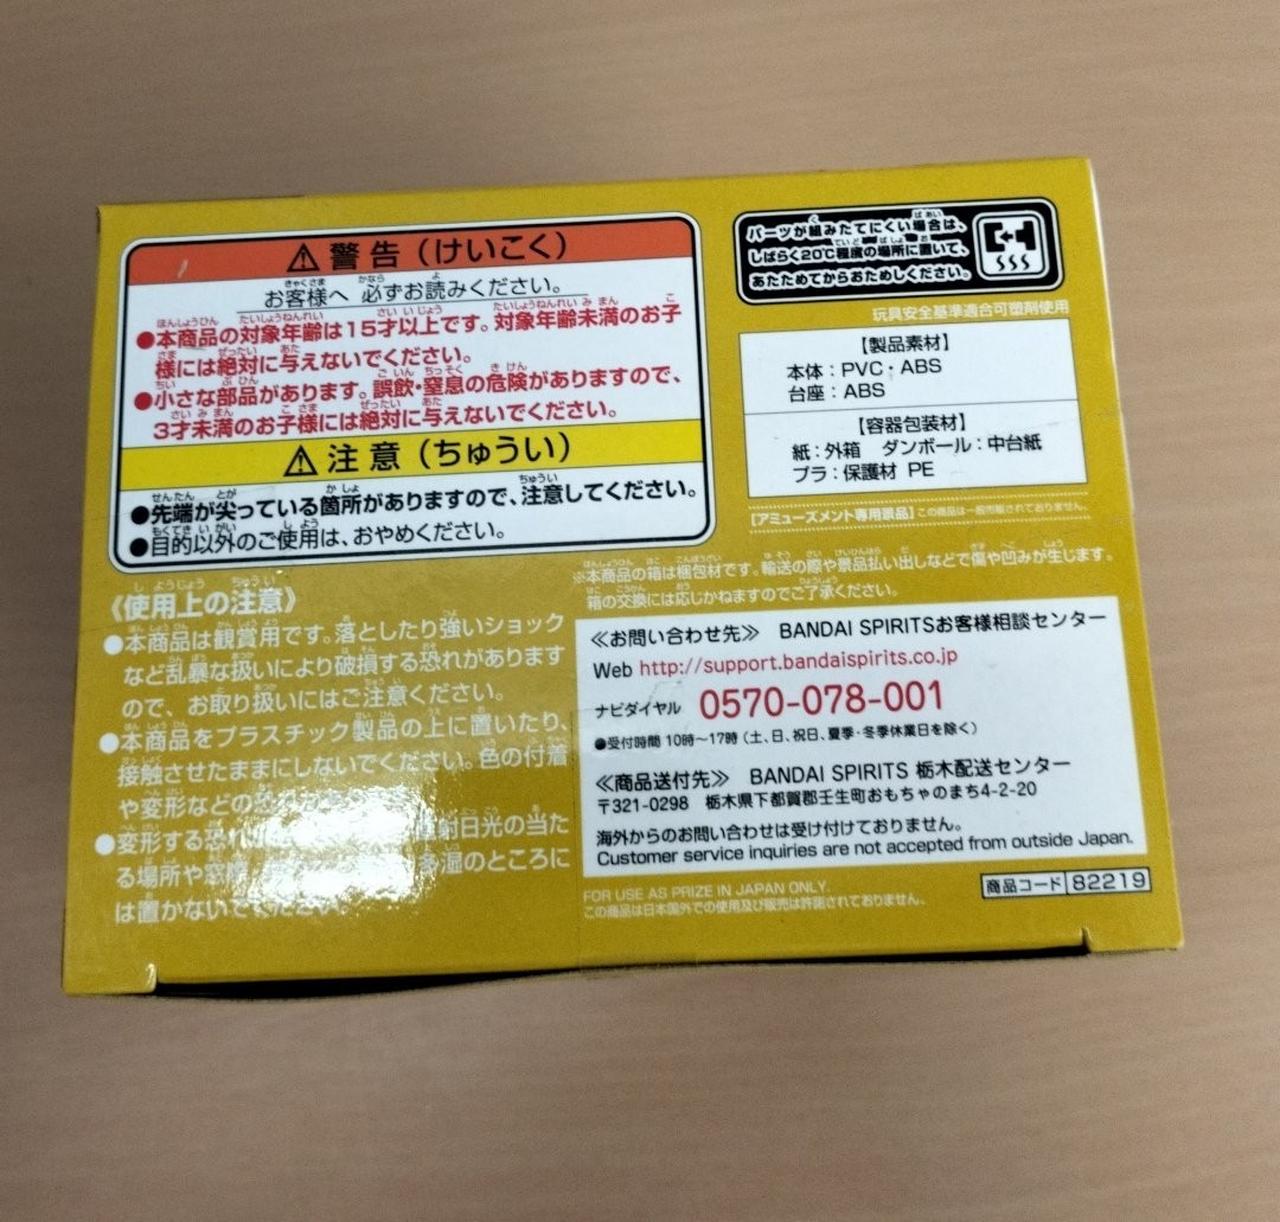 ⚠警告（けいこく）
お客様へ 必ずお読みください。
●本商品の対象年齢は15才以上です。対象年齢未満のお子
様には絶対に与えないでください。
●小さな部品があります。誤飲・窒息の危険がありますので、
3才未満のお子様には絶対に与えないでください。
⚠注意（ちゅうい）
●先端が尖っている箇所がありますので、注意してください。
●目的以外のご使用は、おやめください。
《使用上の注意》
●本商品は観賞用です。落としたり強いショック
など乱暴な扱いにより破損する恐れがあります
ので、お取り扱いにはご注意ください。
●本商品をプラスチック製品の上に置いたり、
接触させたままにしないでください。色の付着
や変形などの恐れ
●変形する恐れ 射日光の当た
る場所や窓際 多湿のところに
は置かないでください。
パーツが組みたてにくい場合は、
しばらく20℃程度の場所に置いて、
あたためてからおためしください。
玩具安全基準適合可塑剤使用
【製品素材】
本体：PVC・ABS
台座：ABS
【容器包装材】
紙：外箱 ダンボール：中台紙
プラ：保護材 PE
【アミューズメント専用景品】この商品は一般市販されておりません。
※本商品の箱は梱包材です。輸送の際や景品払い出しなどで傷や凹みが生じます。
箱の交換には応じかねますのでご了承ください。
≪お問い合わせ先≫ BANDAI SPIRITSお客様相談センター
Web http://support.bandaispirits.co.jp
ナビダイヤル 0570-078-001
●受付時間 10時〜17時（土、日、祝日、夏季・冬季休業日を除く）
≪商品送付先≫ BANDAI SPIRITS 栃木配送センター
〒321-0298 栃木県下都賀郡壬生町おもちゃのまち4-2-20
海外からのお問い合わせは受け付けておりません。
Customer service inquiries are not accepted from outside Japan.
FOR USE AS PRIZE IN JAPAN ONLY.
この商品は日本国外での使用及び販売は許諾されておりません。
商品コード 82219